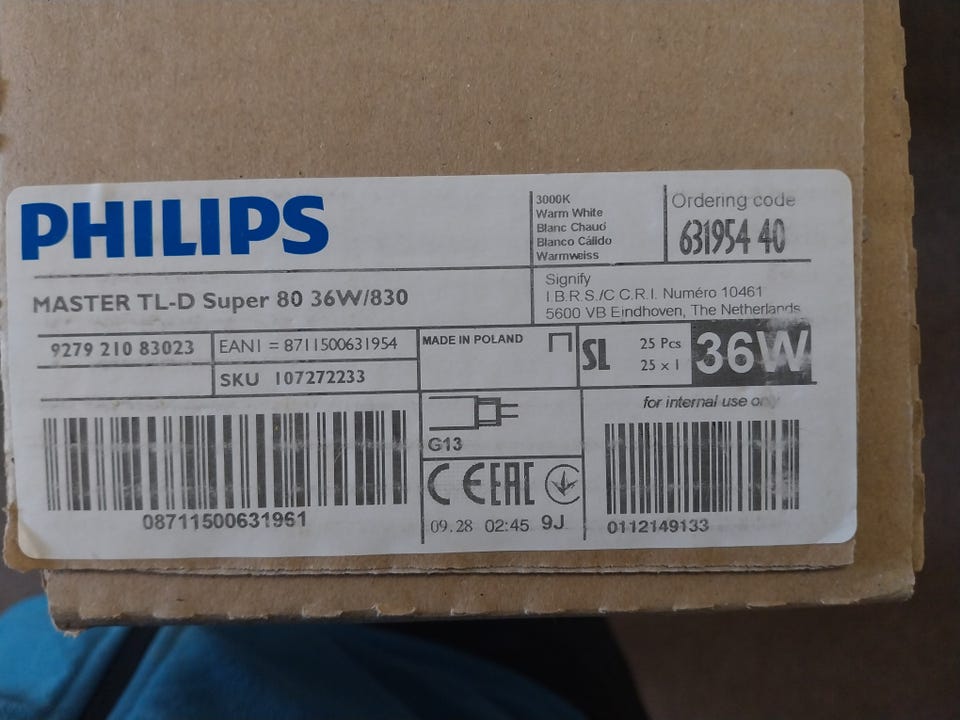 PHILIPS
3000K
Warm White
Blanc Chaud
Blanco Cálido
Warmweiss
Ordering code
631954 40
MASTER TL-D Super 80 36W/830
Signify
I.B.R.S./C.C.R.I. Numéro 10461
5600 VB Eindhoven, The Netherlands
9279 210 83023
EAN1 = 8711500631954
SKU 107272233
MADE IN POLAND
SL
25 Pcs
25 x 1
36W
for internal use only
G13
CE EAC
08711500631961
09.28 02:45 9J
0112149133